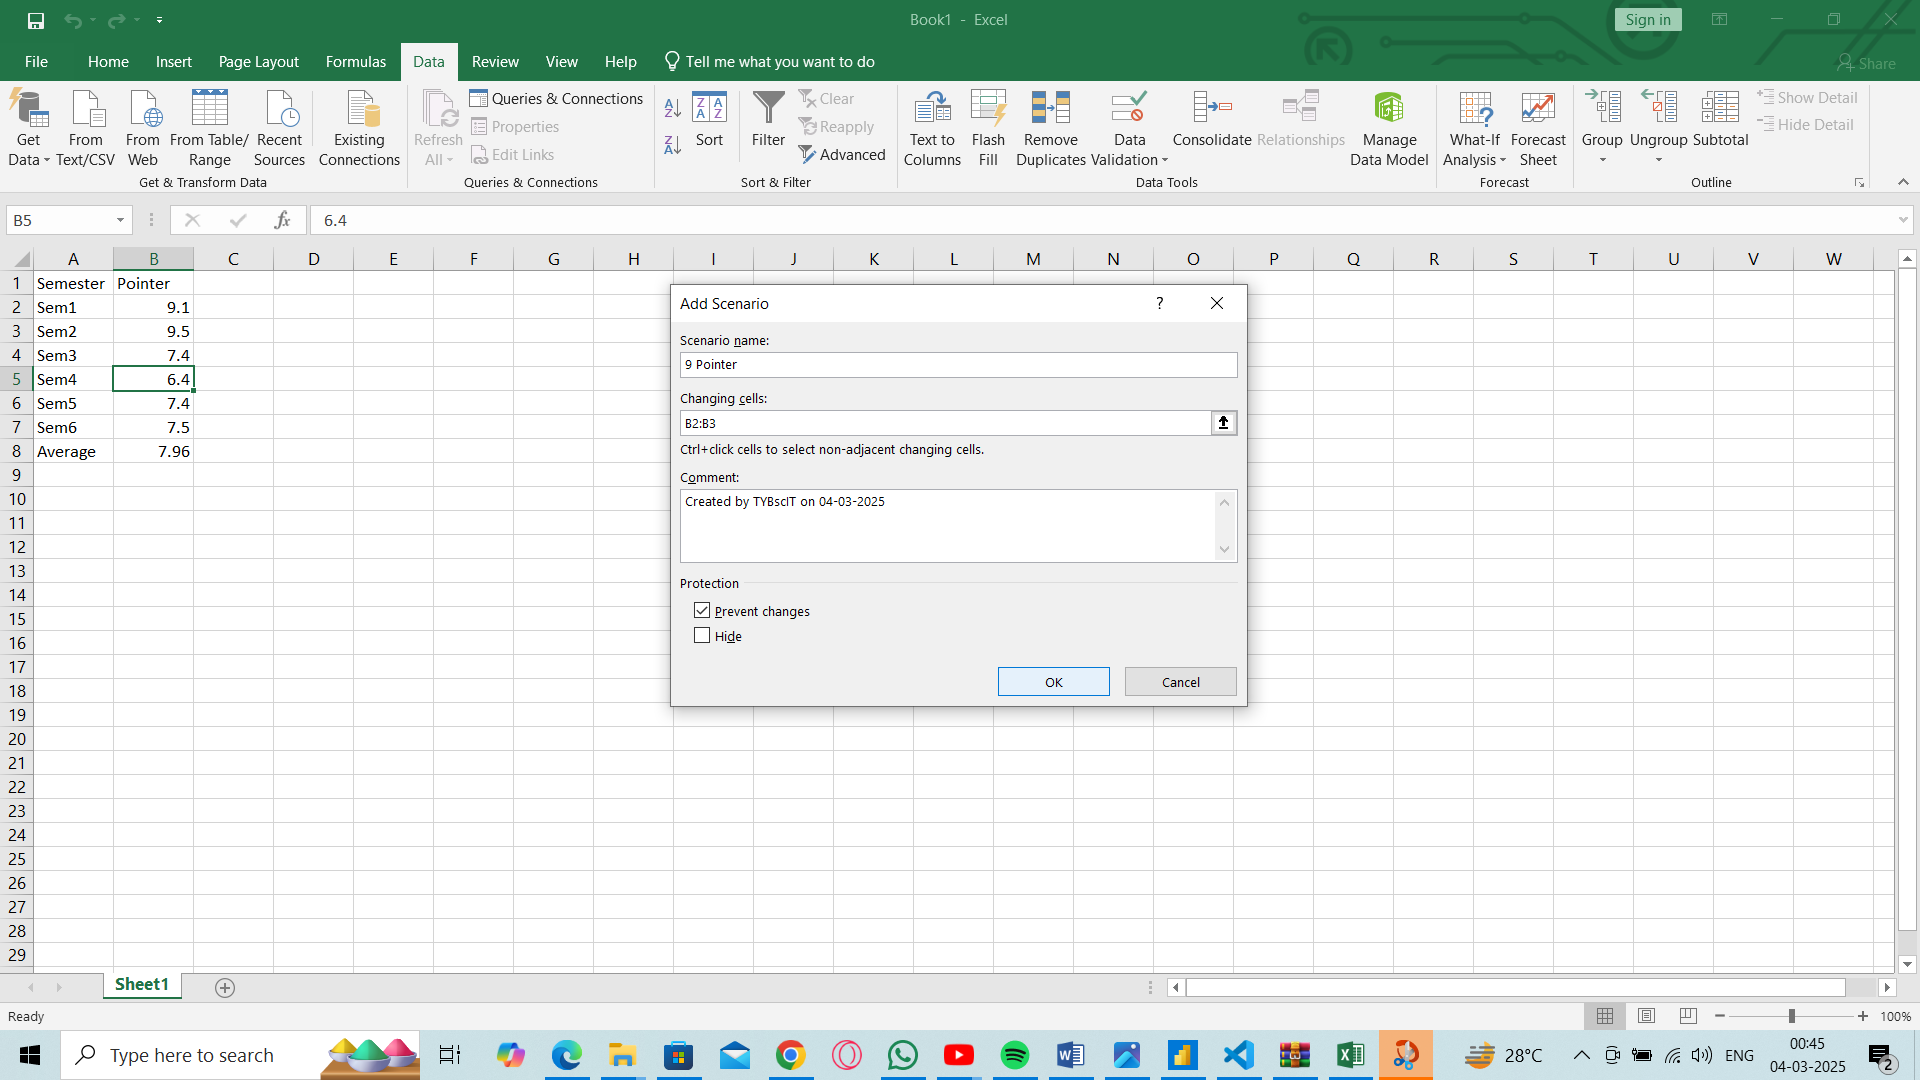 Book1 - Excel
Sign in
File Home Insert Page Layout Formulas Data Review View Help Tell me what you want to do
Share
Get Data
From Text/CSV
From Web
From Table/ Range
Recent Sources
Existing Connections
Get & Transform Data
Refresh All
Queries & Connections
Properties
Edit Links
Queries & Connections
Sort
Filter
Clear
Reapply
Advanced
Sort & Filter
Text to Columns
Flash Fill
Remove Duplicates
Data Validation
Consolidate
Relationships
Manage Data Model
Data Tools
What-If Analysis
Forecast Sheet
Forecast
Group
Ungroup
Subtotal
Show Detail
Hide Detail
Outline
B5 fx 6.4
A B C D E F G H I J K L M N O P Q R S T U V W
1 Semester Pointer
2 Sem1 9.1
3 Sem2 9.5
4 Sem3 7.4
5 Sem4 6.4
6 Sem5 7.4
7 Sem6 7.5
8 Average 7.96
9
10
11
12
13
14
15
16
17
18
19
20
21
22
23
24
25
26
27
28
29
Add Scenario ?
Scenario name:
9 Pointer
Changing cells:
B2:B3
Ctrl+click cells to select non-adjacent changing cells.
Comment:
Created by TYBscIT on 04-03-2025
Protection
Prevent changes
Hide
OK Cancel
Sheet1
Ready 100%
Type here to search
28°C ENG
00:45
04-03-2025
2